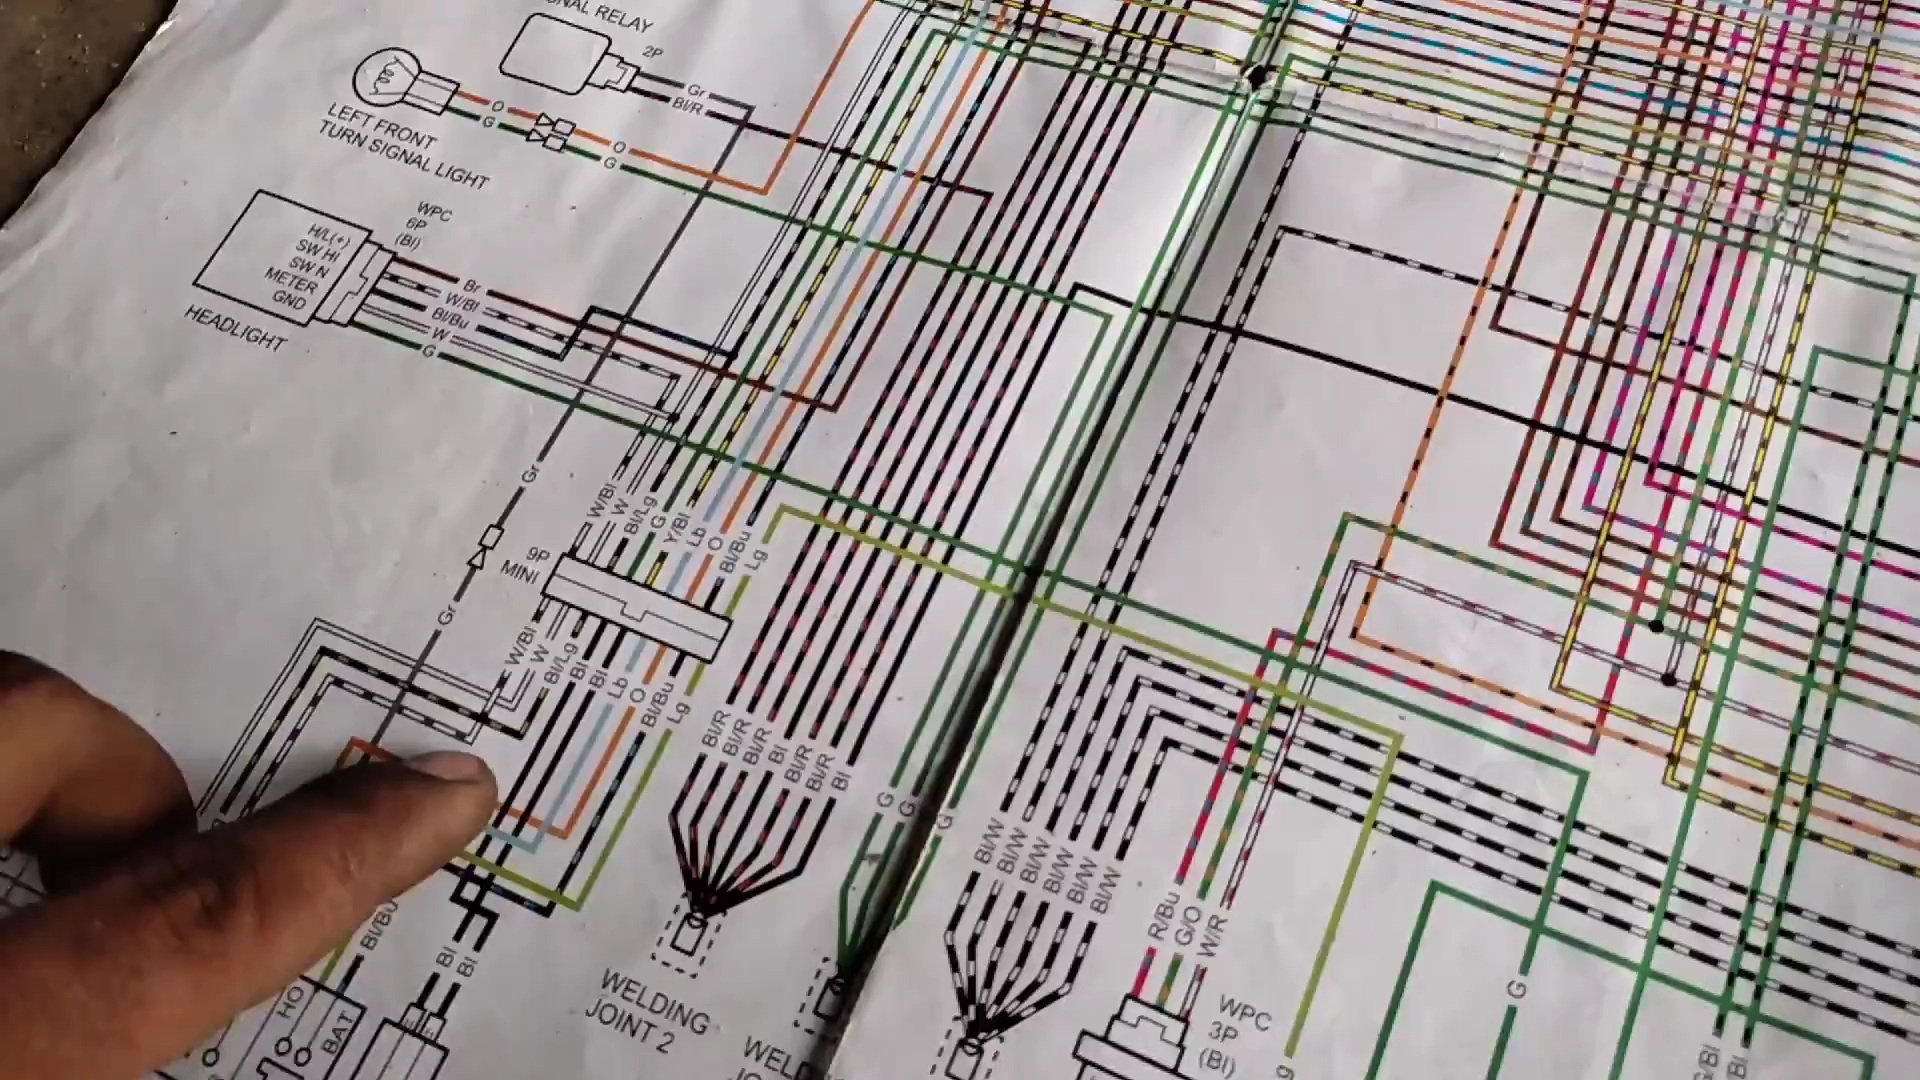 RELAY
2P
Gr
Bl/R
O
G
O
G
LEFT FRONT
TURN SIGNAL LIGHT
WPC
6P
(Bl)
H/L(+)
SW HI
SW N
METER
GND
HEADLIGHT
Br
W/Bl
Bl/Bu
W
G
Gr
9P
MINI
W/Bl
W
Bl/Lg
G
Y/Bl
Lb
O
Bl/Bu
Lg
Gr
W/Bl
W
Bl/Lg
Bl
Bl
Lb
O
Bl/Bu
Lg
Bl/R
Bl/R
Bl/R
Bl
Bl/R
Bl/R
Bl
G
G
G
Bl/W
Bl/W
Bl/W
Bl/W
Bl/W
Bl/W
R/Bu
G/O
W/R
G
Bl/Bu
Bl
Bl
HO
BAT
WELDING
JOINT 2
WPC
3P
(Bl)
G/Bl